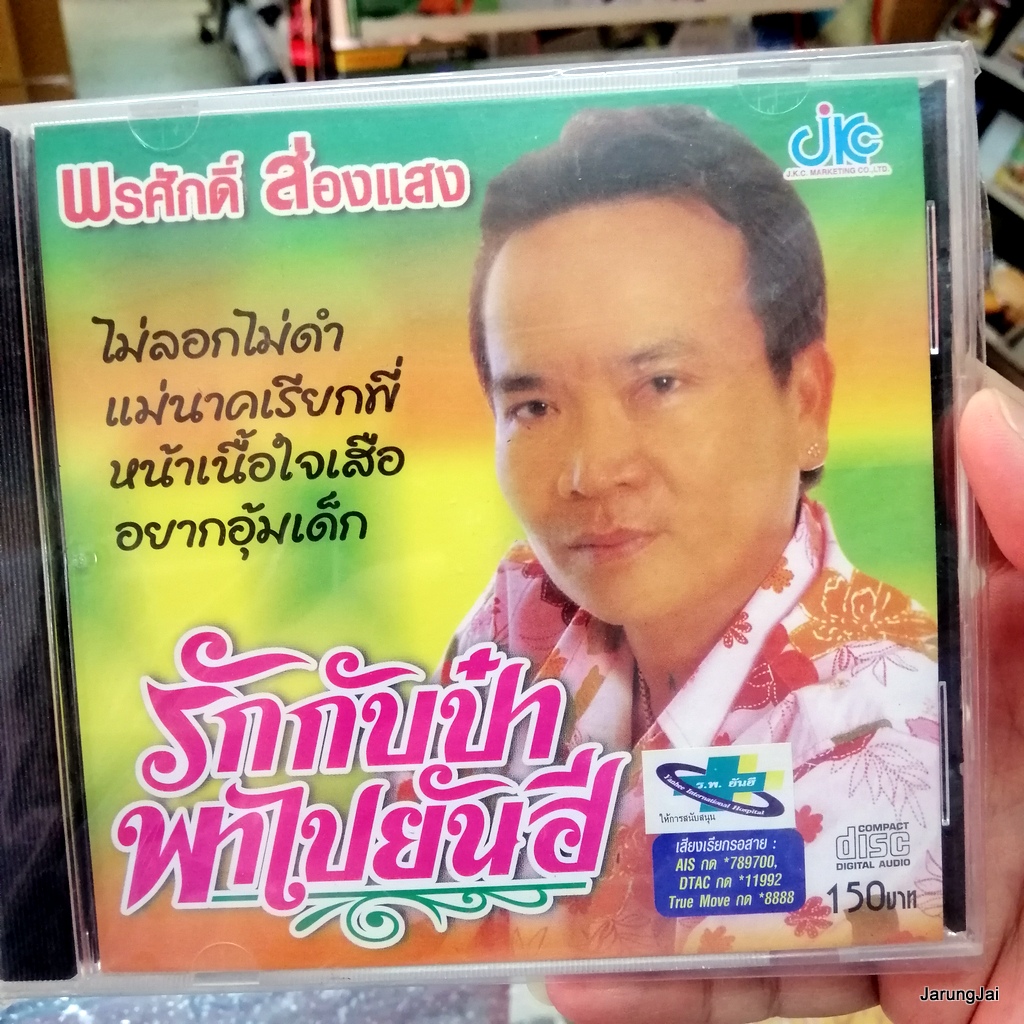 พรศักดิ์ ส่องแสง
JKC
J.K.C. MARKETING CO.,LTD.
ไม่ลอกไม่ดำ
แม่นาคเรียกพี่
หน้าเนื้อใจเสือ
อยากอุ้มเด็ก
รักกับป๋า
พาไปยันฮี
ร.พ. ยันฮี
Yanhee International Hospital
ให้การสนับสนุน
เสียงเรียกรอสาย :
AIS กด *789700,
DTAC กด *11992
True Move กด *8888
COMPACT
disc
DIGITAL AUDIO
150บาท
JarungJai